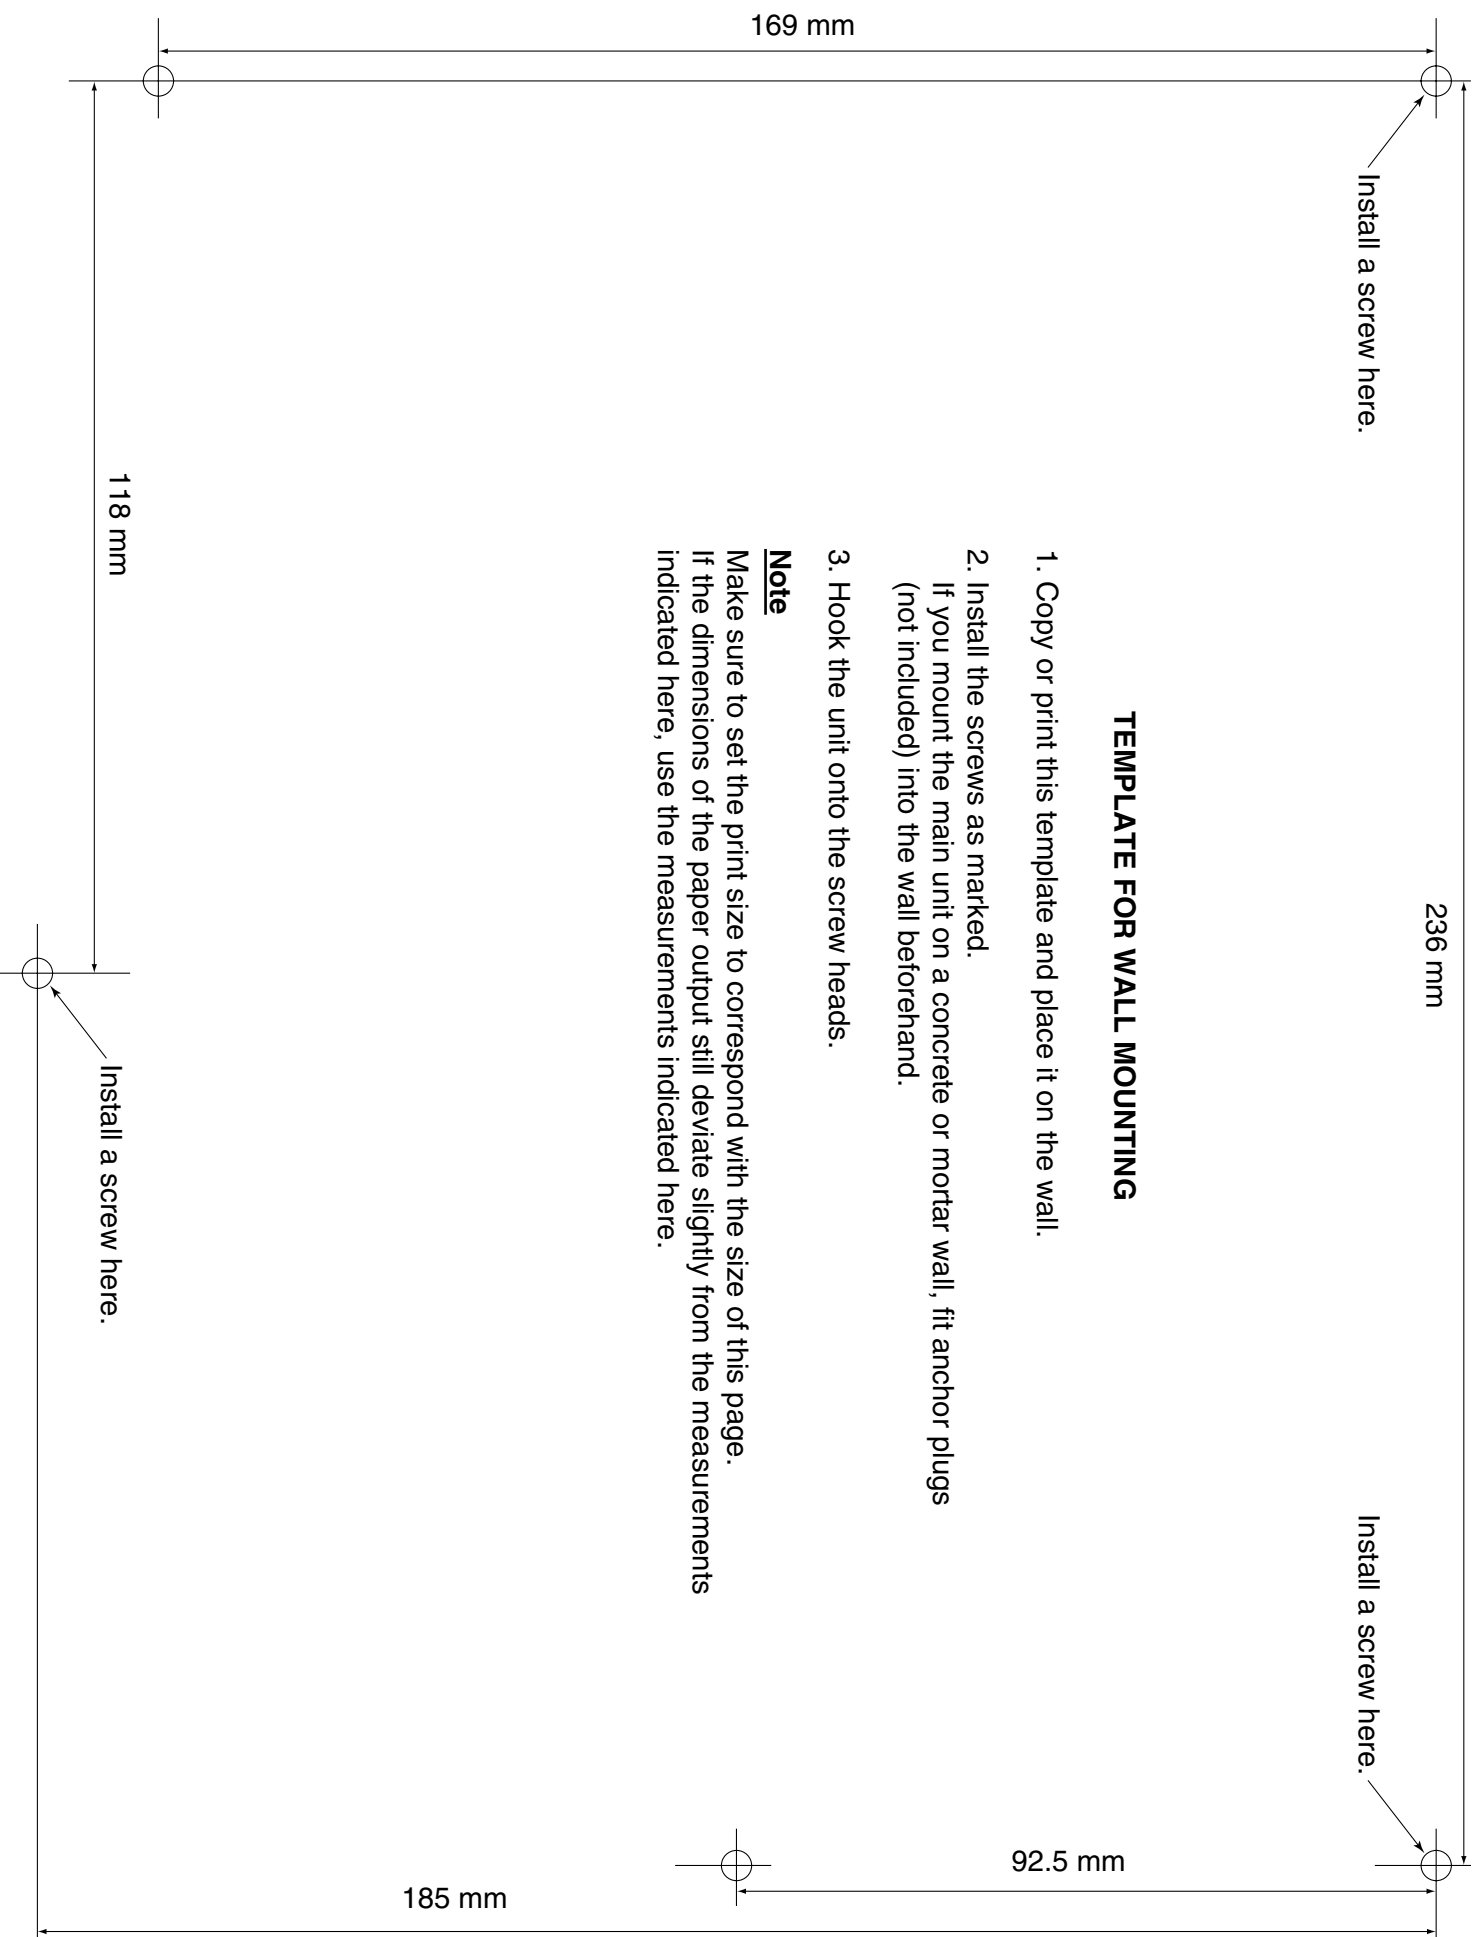 236 mm
Install a screw here.
Install a screw here.
169 mm
92.5 mm
185 mm
TEMPLATE FOR WALL MOUNTING
1. Copy or print this template and place it on the wall.
2. Install the screws as marked.
If you mount the main unit on a concrete or mortar wall, fit anchor plugs
(not included) into the wall beforehand.
3. Hook the unit onto the screw heads.
Note
Make sure to set the print size to correspond with the size of this page.
If the dimensions of the paper output still deviate slightly from the measurements
indicated here, use the measurements indicated here.
118 mm
Install a screw here.